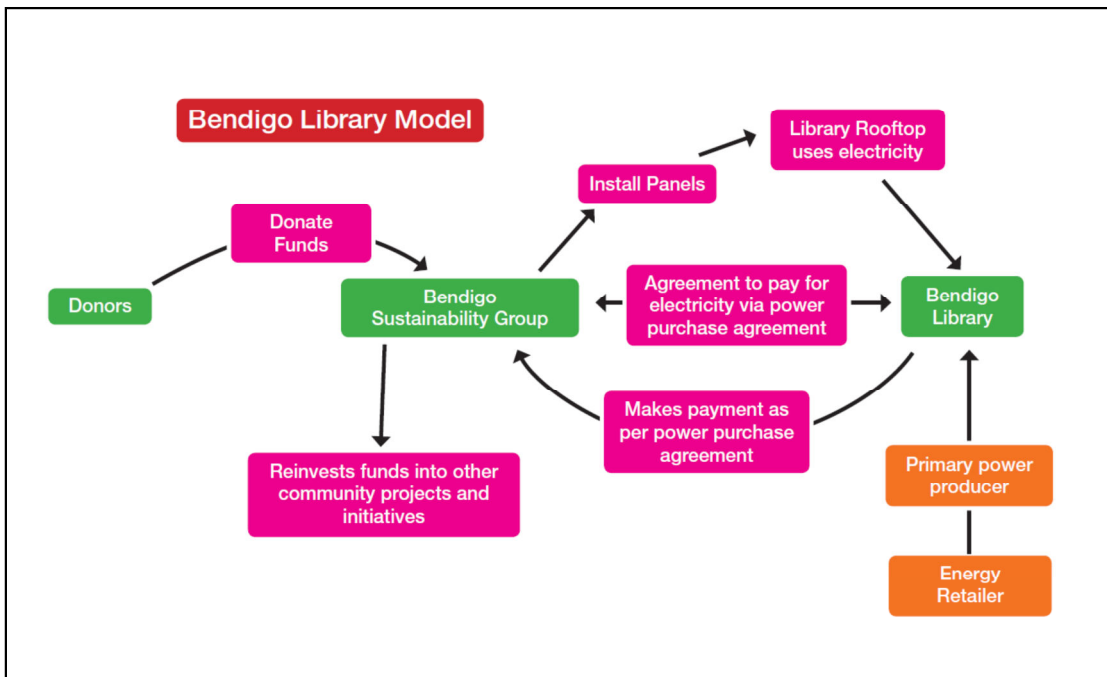 Bendigo Library Model
Library Rooftop
uses electricity
Install Panels
Donate
Funds
Donors
Bendigo
Sustainability Group
Agreement to pay for
electricity via power
purchase agreement
Bendigo
Library
Makes payment as
per power purchase
agreement
Reinvests funds into other
community projects and
initiatives
Primary power
producer
Energy
Retailer